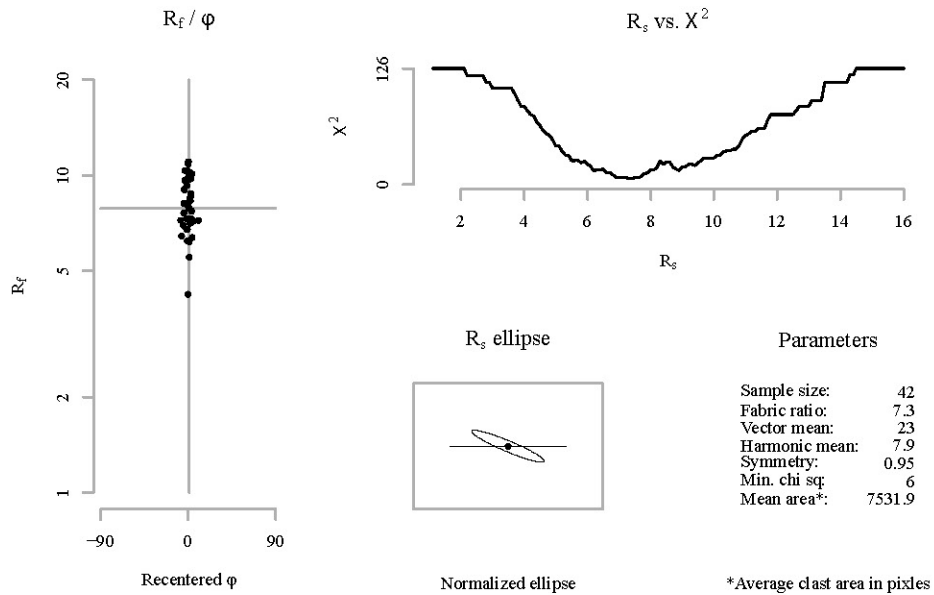 Rf / φ
20
10
5
2
1
Rf
−90 0 90
Recentered φ
Rs vs. X²
126
0
X²
2 4 6 8 10 12 14 16
Rs
Rs ellipse
Normalized ellipse
Parameters
Sample size: 42
Fabric ratio: 7.3
Vector mean: 23
Harmonic mean: 7.9
Symmetry: 0.95
Min. chi sq: 6
Mean area*: 7531.9
*Average clast area in pixles